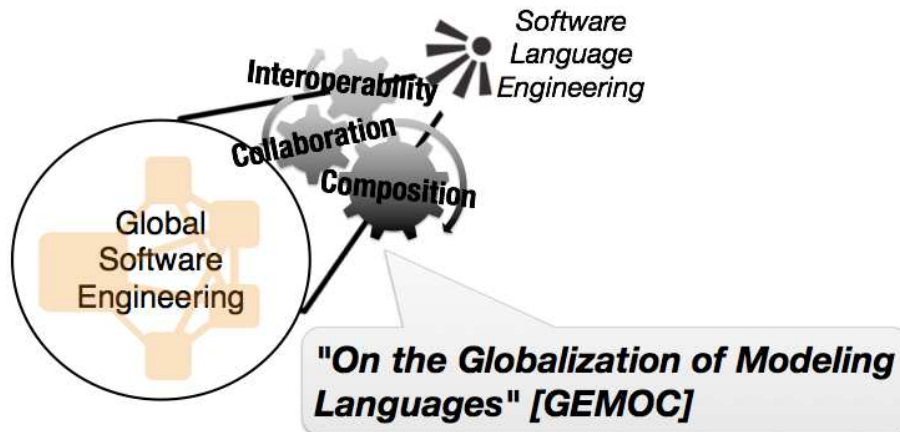 Software
Language
Engineering
Interoperability
Collaboration
Composition
Global
Software
Engineering
"On the Globalization of Modeling
Languages" [GEMOC]